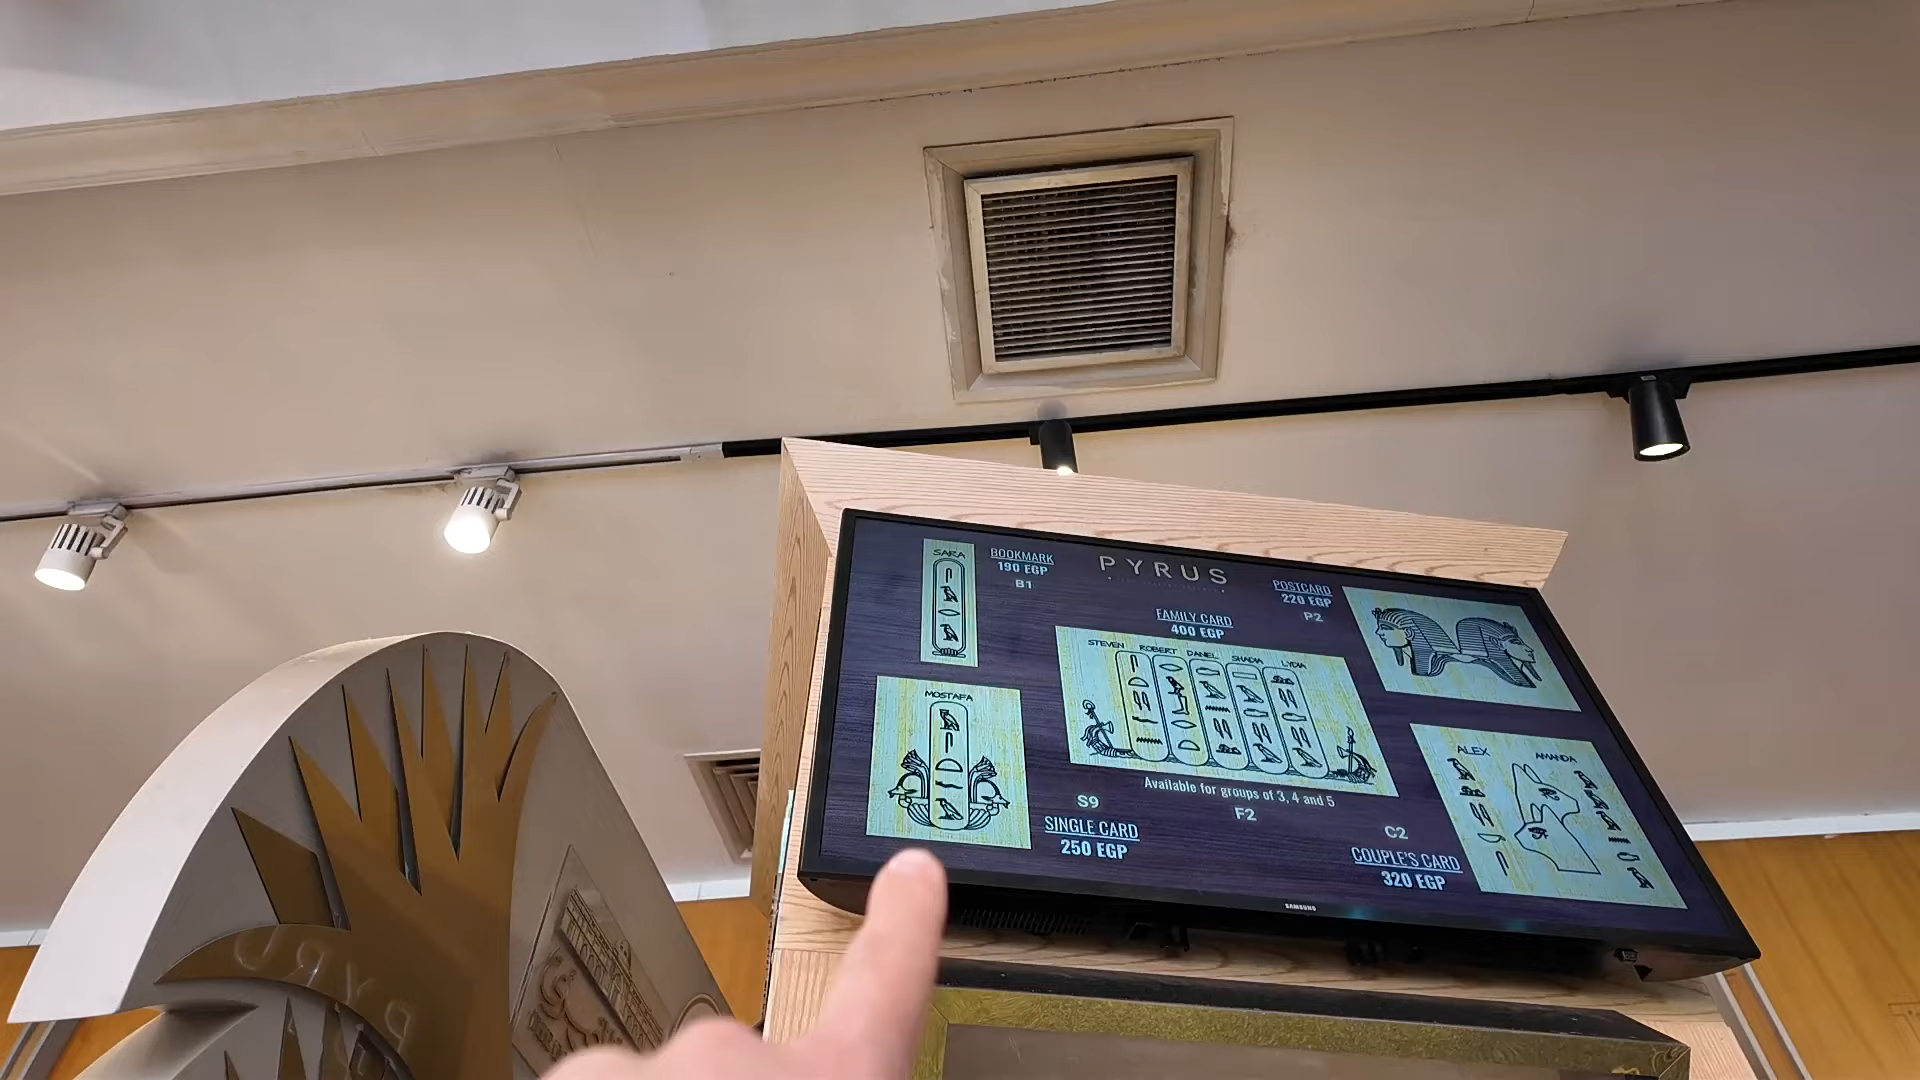 SARA
BOOKMARK
190 EGP
B1
PYRUS
POSTCARD
220 EGP
P2
FAMILY CARD
400 EGP
STEVEN ROBERT DANIEL SHADIA LYDIA
MOSTAFA
Available for groups of 3, 4 and 5
F2
S9
SINGLE CARD
250 EGP
ALEX AMANDA
C2
COUPLE'S CARD
320 EGP
SAMSUNG